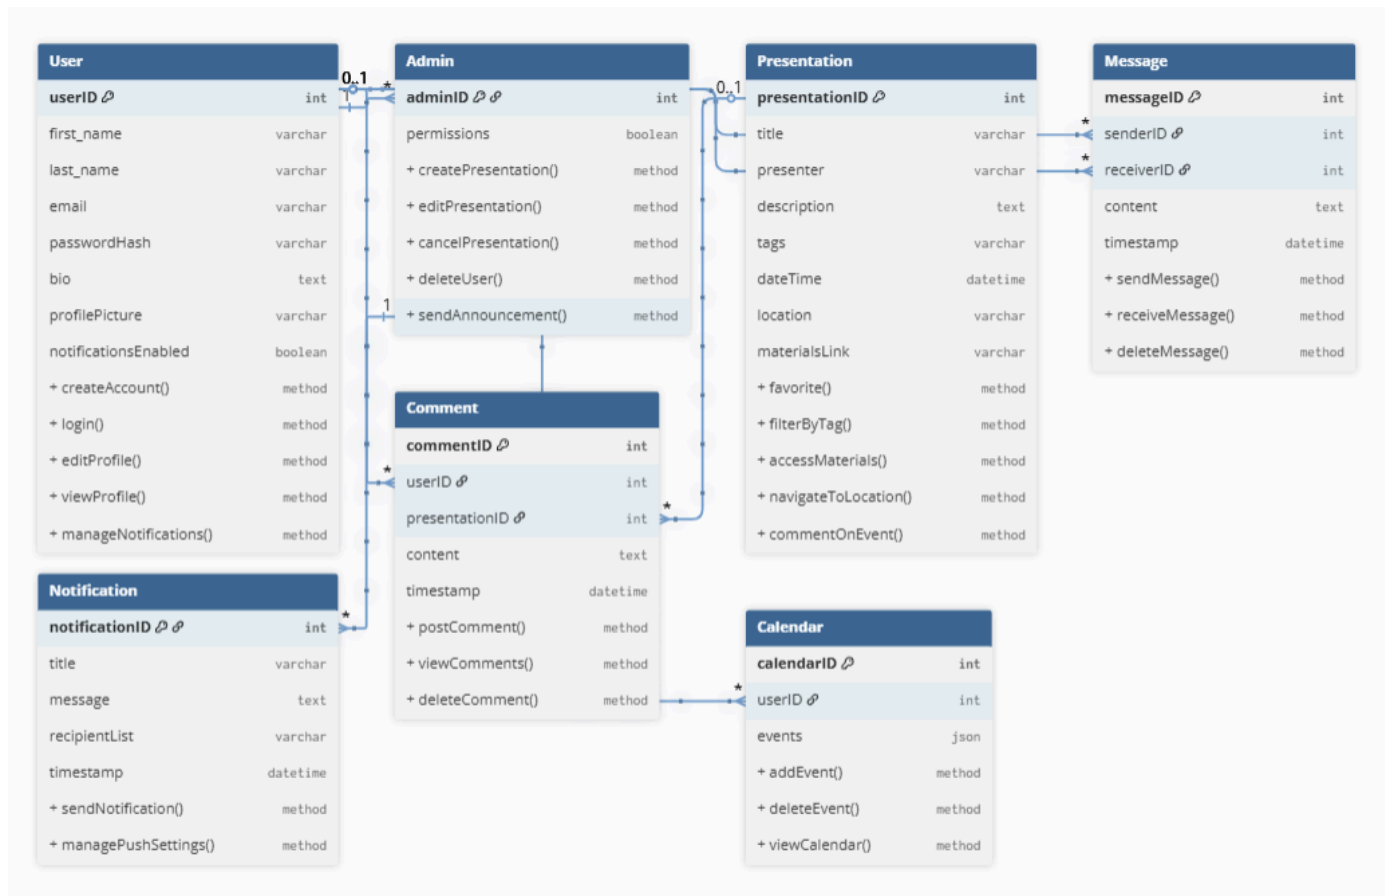 User
userID int
first_name varchar
last_name varchar
email varchar
passwordHash varchar
bio text
profilePicture varchar
notificationsEnabled boolean
+ createAccount() method
+ login() method
+ editProfile() method
+ viewProfile() method
+ manageNotifications() method
0..1
1
*
Admin
adminID int
permissions boolean
+ createPresentation() method
+ editPresentation() method
+ cancelPresentation() method
+ deleteUser() method
1
+ sendAnnouncement() method
0..1
Presentation
presentationID int
title varchar
presenter varchar
description text
tags varchar
dateTime datetime
location varchar
materialsLink varchar
+ favorite() method
+ filterByTag() method
+ accessMaterials() method
+ navigateToLocation() method
+ commentOnEvent() method
Message
messageID int
*
senderID int
*
receiverID int
content text
timestamp datetime
+ sendMessage() method
+ receiveMessage() method
+ deleteMessage() method
Comment
commentID int
*
userID int
*
presentationID int
content text
timestamp datetime
+ postComment() method
+ viewComments() method
+ deleteComment() method
Notification
*
notificationID int
title varchar
message text
recipientList varchar
timestamp datetime
+ sendNotification() method
+ managePushSettings() method
Calendar
calendarID int
*
userID int
events json
+ addEvent() method
+ deleteEvent() method
+ viewCalendar() method